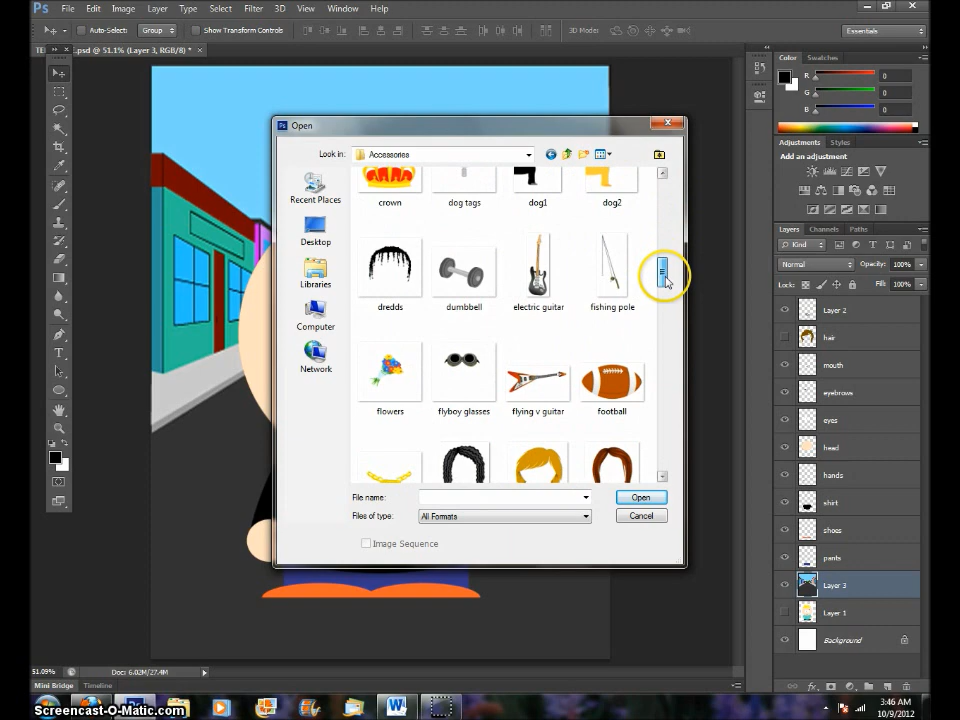 Ps File Edit Image Layer Type Select Filter 3D View Window Help
Auto-Select: Group Show Transform Controls 3D Mode: Essentials
.psd @ 51.1% (Layer 3, RGB/8) * ×
Color Swatches
R 0
G 0
B 0
Adjustments Styles
Add an adjustment
Layers Channels Paths
Kind
Normal Opacity: 100%
Lock: Fill: 100%
Layer 2
hair
mouth
eyebrows
eyes
head
hands
shirt
shoes
pants
Layer 3
Layer 1
Background
Open
Look in: Accessories
Recent Places
Desktop
Libraries
Computer
Network
crown dog tags dog1 dog2
dredds dumbbell electric guitar fishing pole
flowers flyboy glasses flying v guitar football
File name: Open
Files of type: All Formats Cancel
Image Sequence
51.09% Doc: 6.02M/27.4M
Mini Bridge Timeline
Screencast-O-Matic.com
3:46 AM
10/9/2012